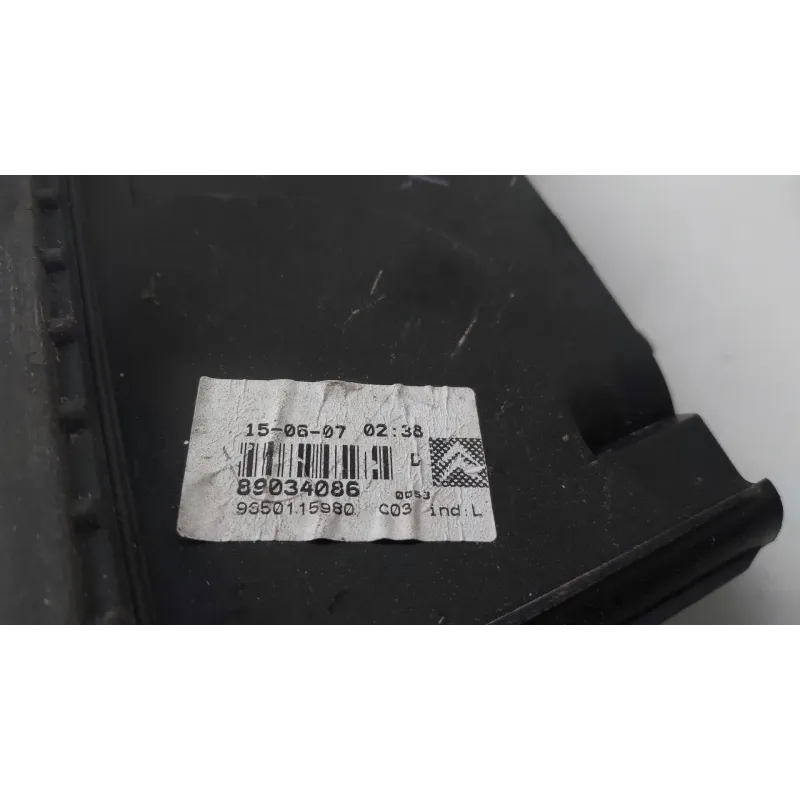 15-06-07 02:38
L
89034086 0053
9650115980 C03 ind:L